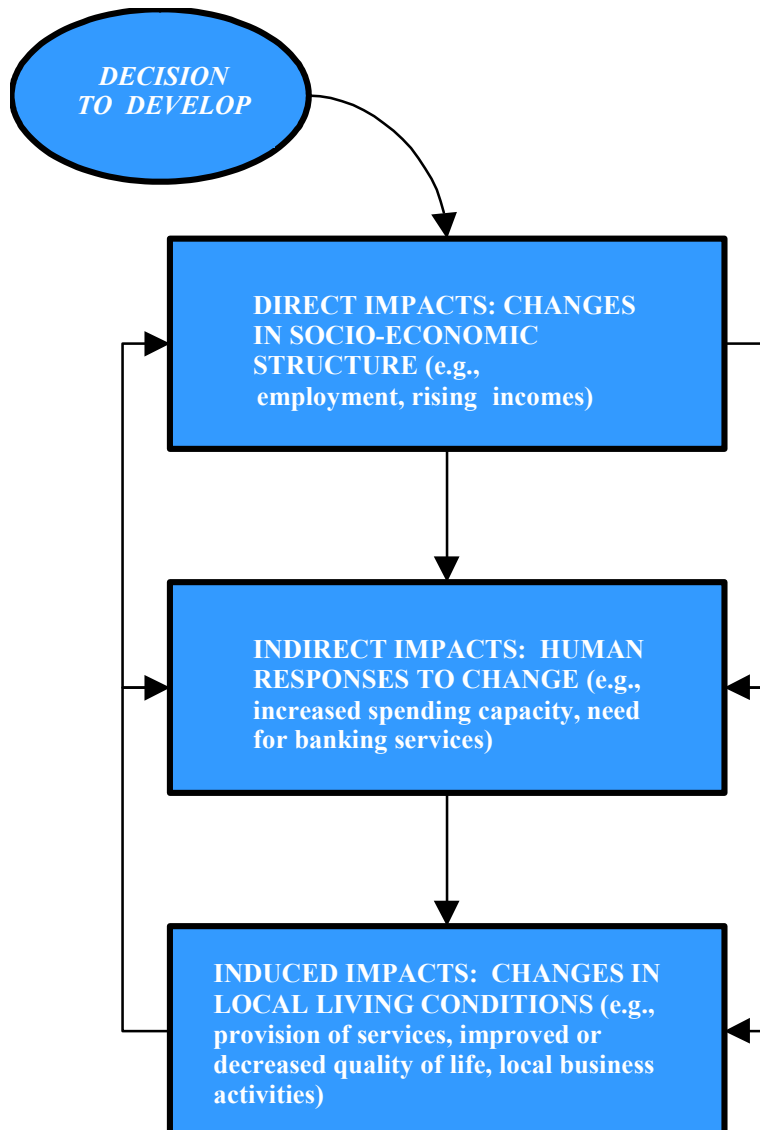 DECISION
TO DEVELOP
DIRECT IMPACTS: CHANGES
IN SOCIO-ECONOMIC
STRUCTURE (e.g.,
employment, rising incomes)
INDIRECT IMPACTS: HUMAN
RESPONSES TO CHANGE (e.g.,
increased spending capacity, need
for banking services)
INDUCED IMPACTS: CHANGES IN
LOCAL LIVING CONDITIONS (e.g.,
provision of services, improved or
decreased quality of life, local business
activities)